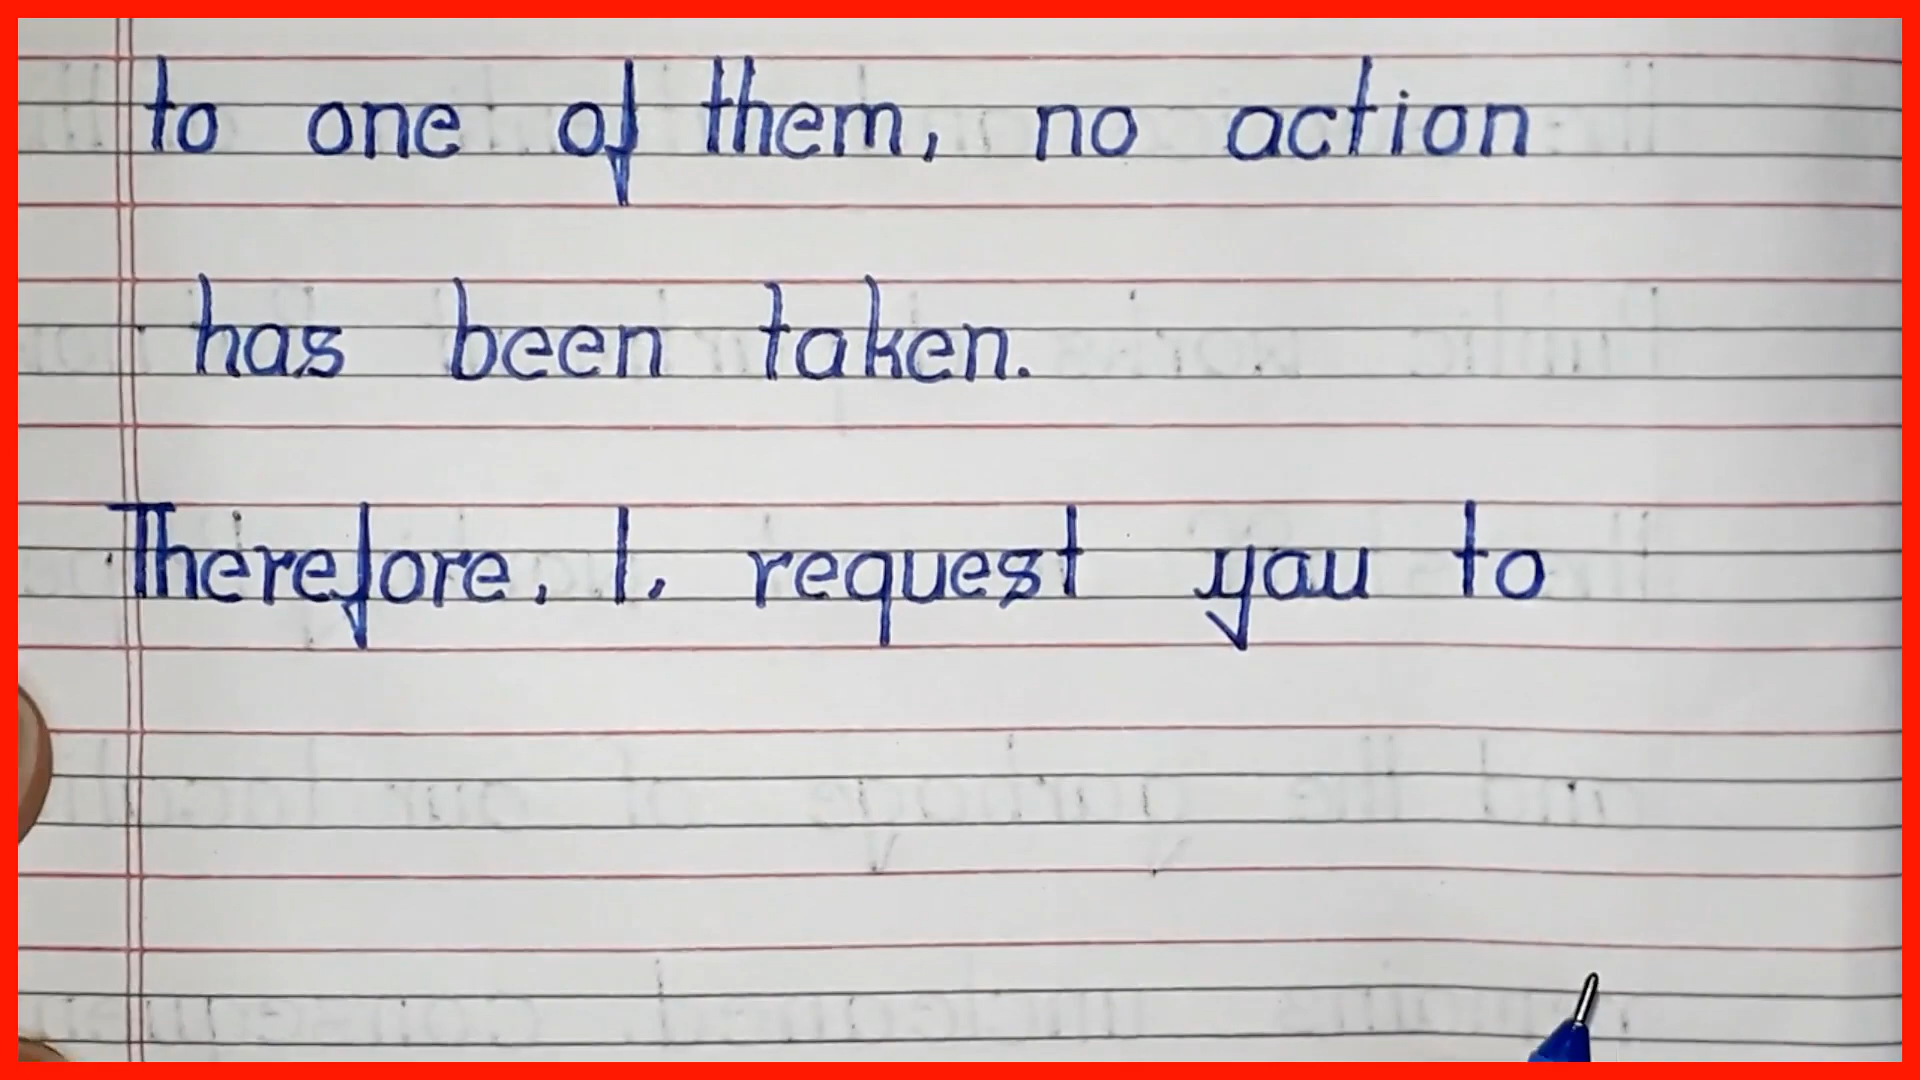 to one of them, no action
has been taken.
Therefore, I, request you to